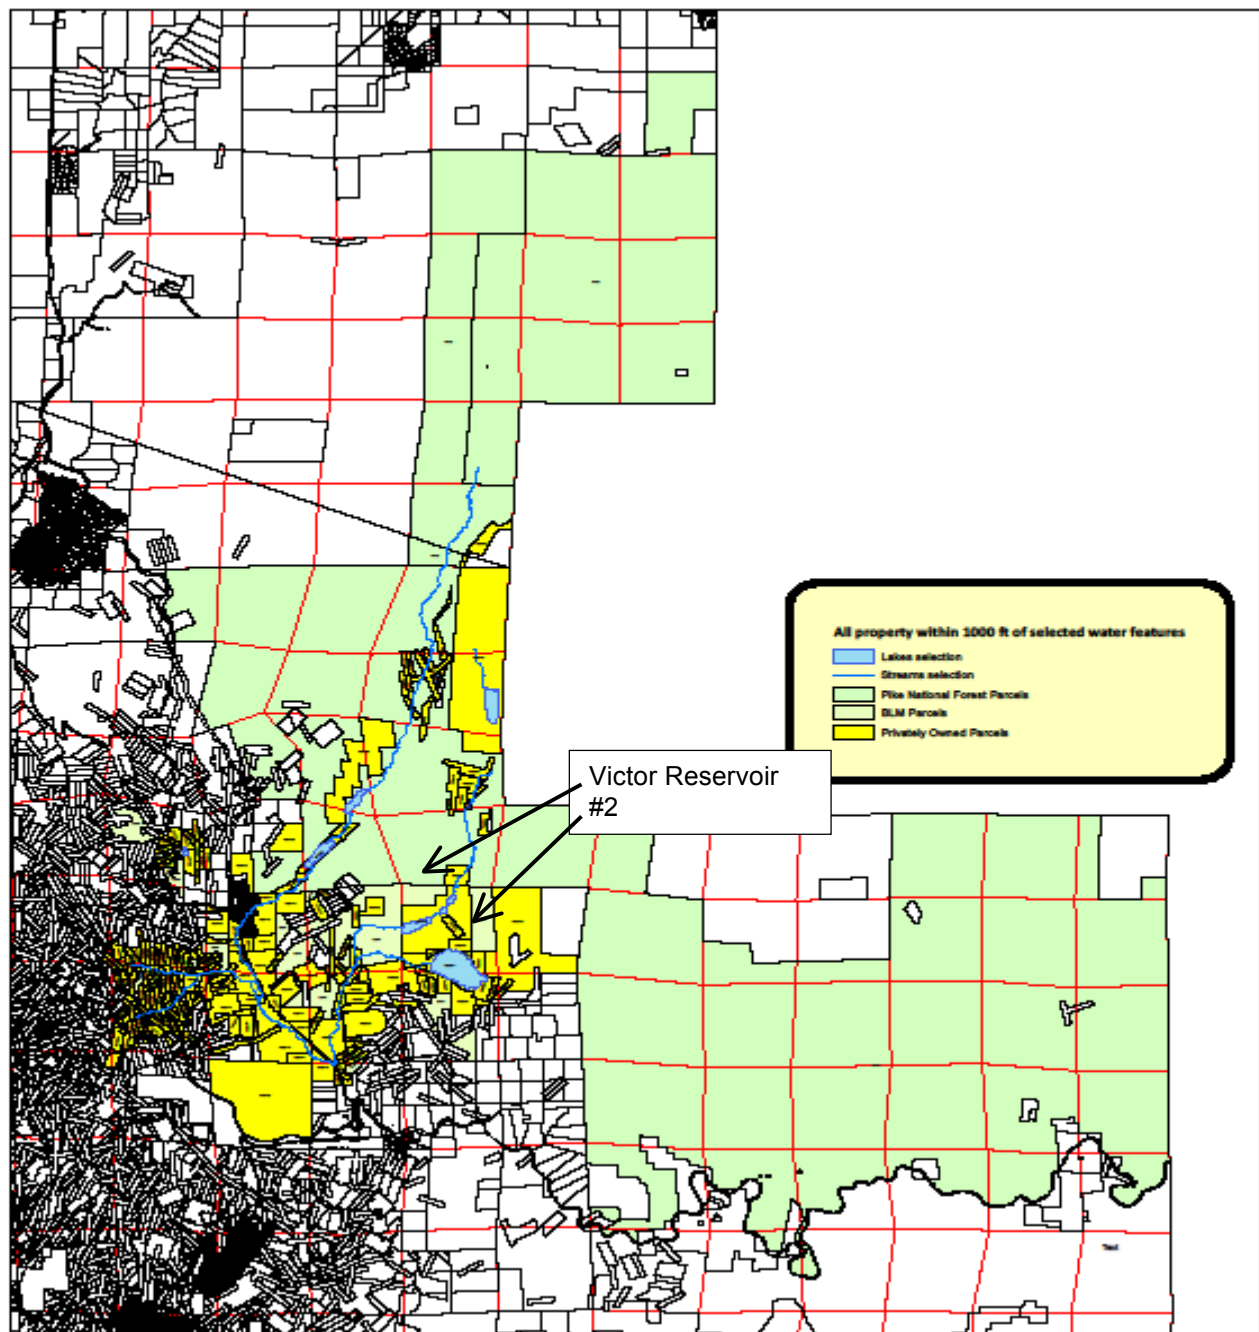 All property within 1000 ft of selected water features
Lakes selection
Streams selection
Pike National Forest Parcels
BLM Parcels
Privately Owned Parcels
Victor Reservoir
#2
Text